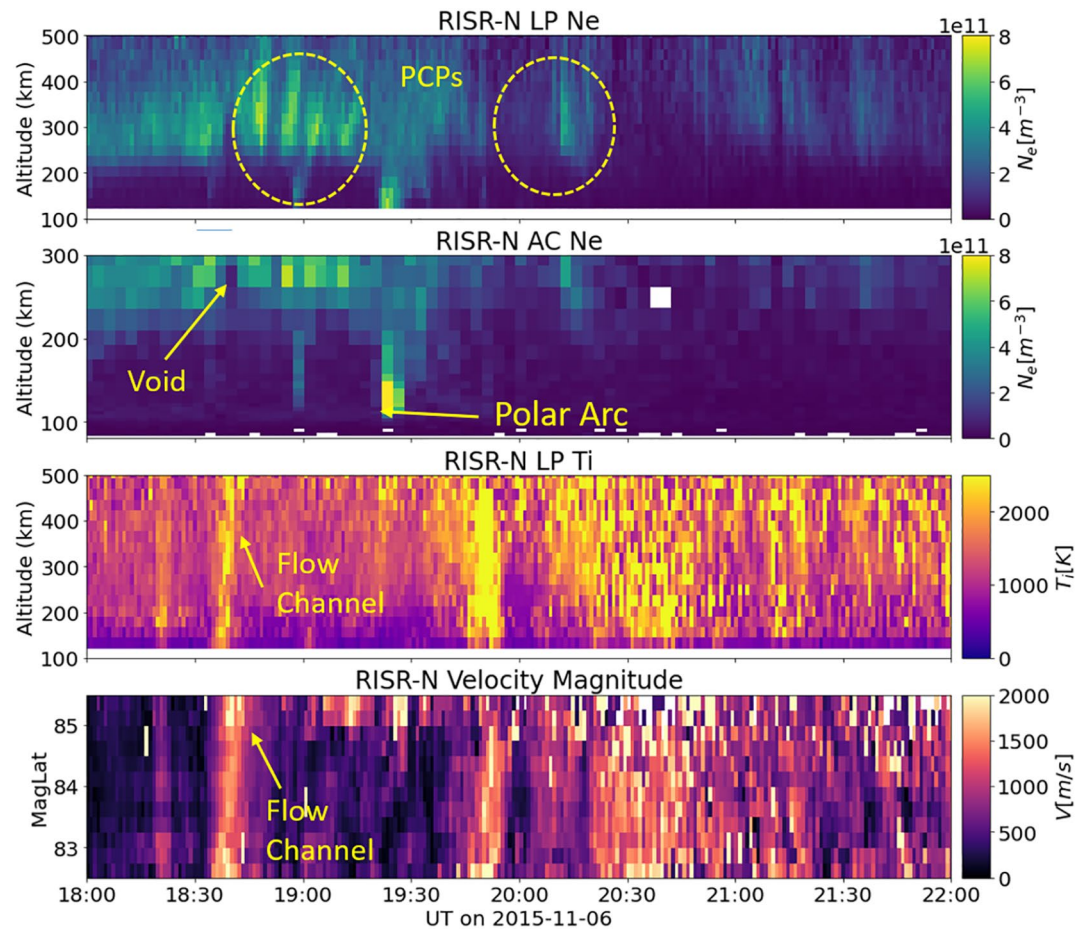 RISR-N LP Ne
1e11
500
400
300
200
100
Altitude (km)
PCPs
8
6
4
2
0
N_e[m^{-3}]
RISR-N AC Ne
1e11
300
200
100
Altitude (km)
Void
Polar Arc
8
6
4
2
0
N_e[m^{-3}]
RISR-N LP Ti
500
400
300
200
100
Altitude (km)
Flow
Channel
2000
1000
0
T_i[K]
RISR-N Velocity Magnitude
85
84
83
MagLat
Flow
Channel
2000
1500
1000
500
0
V[m/s]
18:00 18:30 19:00 19:30 20:00 20:30 21:00 21:30 22:00
UT on 2015-11-06